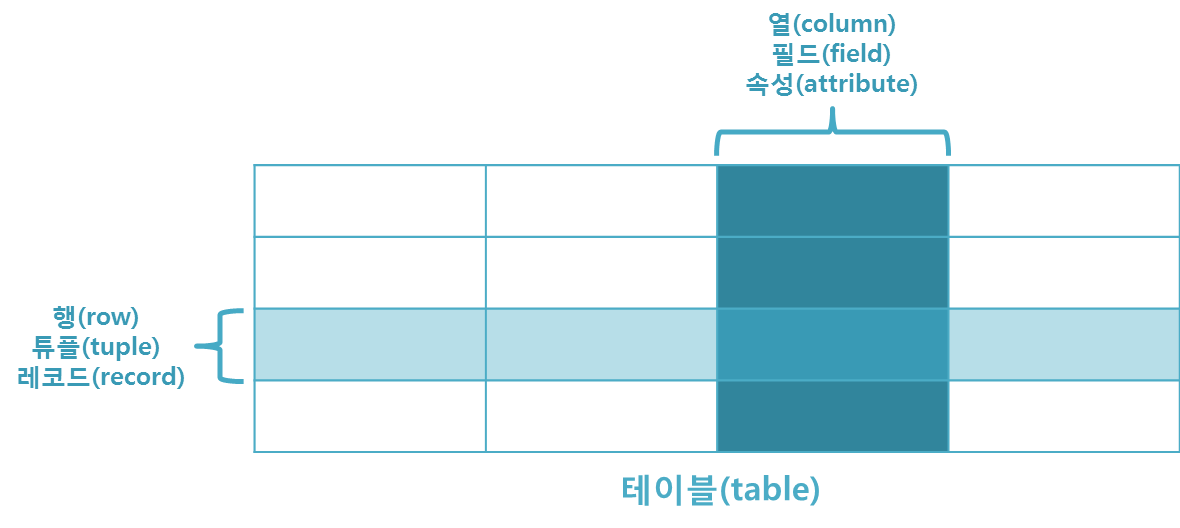 열(column)
필드(field)
속성(attribute)
행(row)
튜플(tuple)
레코드(record)
테이블(table)